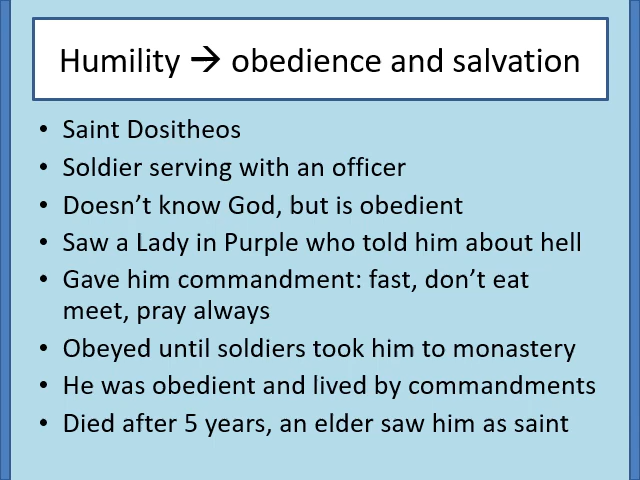 Humility → obedience and salvation
• Saint Dositheos
• Soldier serving with an officer
• Doesn't know God, but is obedient
• Saw a Lady in Purple who told him about hell
• Gave him commandment: fast, don't eat
meet, pray always
• Obeyed until soldiers took him to monastery
• He was obedient and lived by commandments
• Died after 5 years, an elder saw him as saint